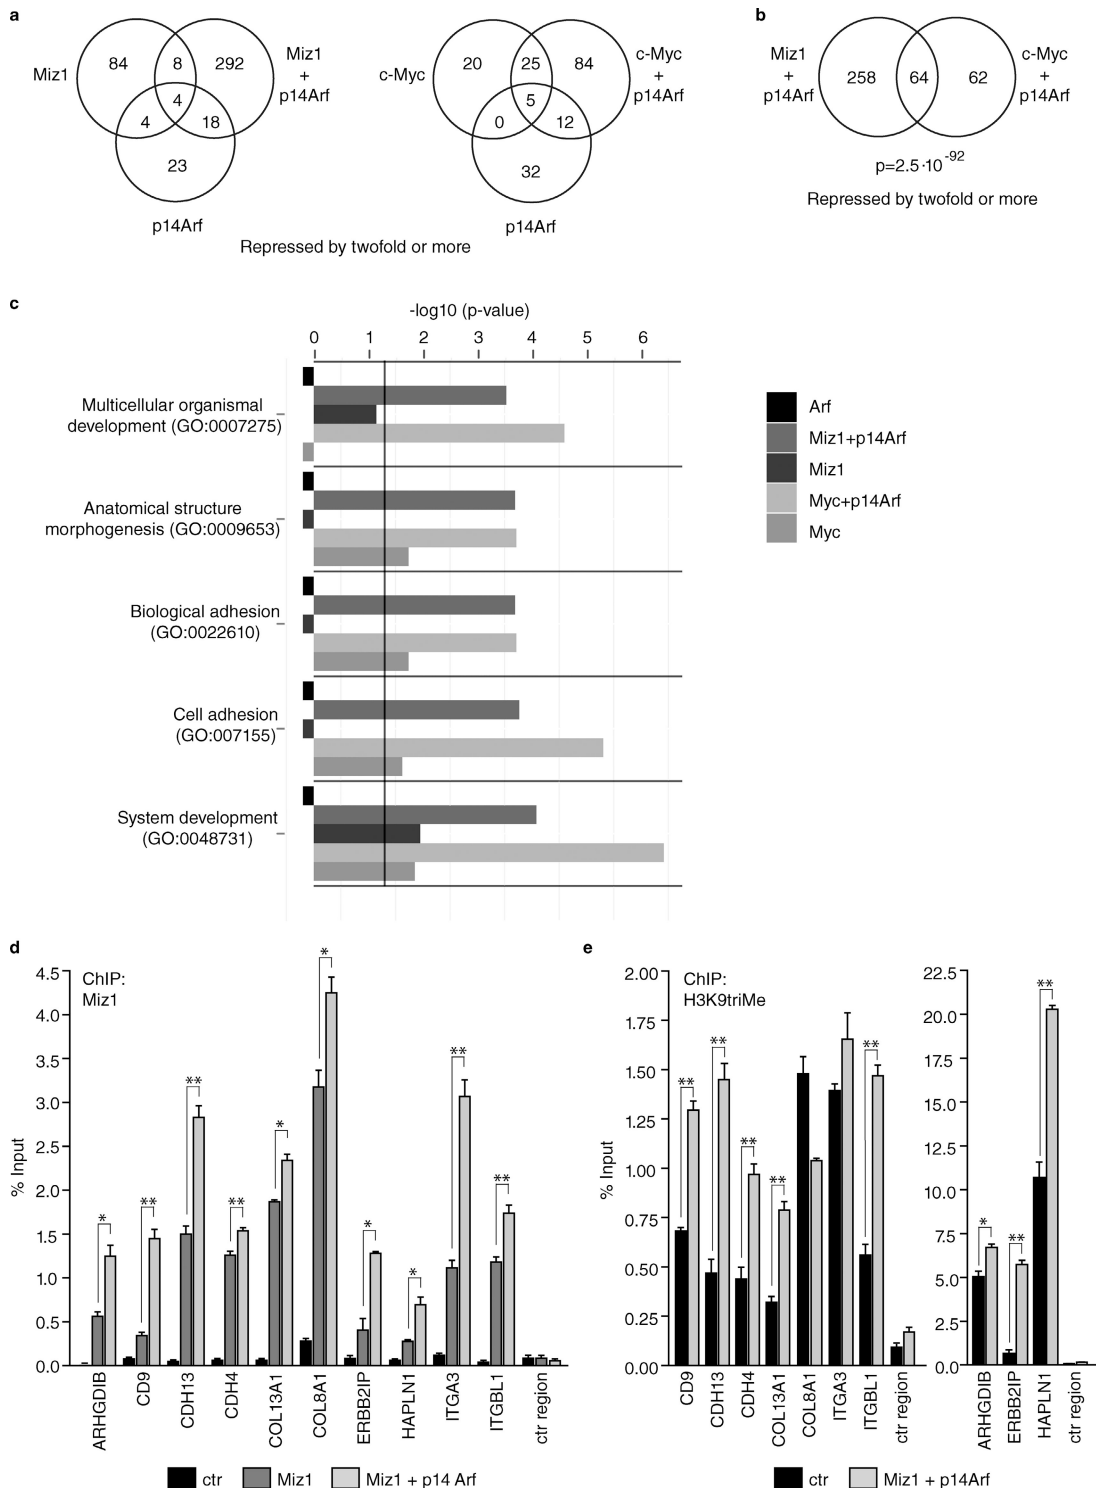 a
Miz1
84
8
292
Miz1
+
p14Arf
4
4
18
23
p14Arf
c-Myc
20
25
84
c-Myc
+
p14Arf
5
0
12
32
p14Arf
Repressed by twofold or more
b
Miz1
+
p14Arf
258
64
62
c-Myc
+
p14Arf
p=2.5·10-92
Repressed by twofold or more
c
-log10 (p-value)
0 1 2 3 4 5 6
Multicellular organismal
development (GO:0007275)
Anatomical structure
morphogenesis (GO:0009653)
Biological adhesion
(GO:0022610)
Cell adhesion
(GO:007155)
System development
(GO:0048731)
Arf
Miz1+p14Arf
Miz1
Myc+p14Arf
Myc
d
ChIP:
Miz1
% Input
4.5
4.0
3.5
3.0
2.5
2.0
1.5
1.0
0.5
0.0
* ** ** ** * * * * ** **
ARHGDIB
CD9
CDH13
CDH4
COL13A1
COL8A1
ERBB2IP
HAPLN1
ITGA3
ITGBL1
ctr region
ctr
Miz1
Miz1 + p14 Arf
e
ChIP:
H3K9triMe
% Input
2.00
1.75
1.50
1.25
1.00
0.75
0.50
0.25
0.00
** ** ** ** **
CD9
CDH13
CDH4
COL13A1
COL8A1
ITGA3
ITGBL1
ctr region
22.5
20.0
17.5
15.0
12.5
10.0
7.5
5.0
2.5
0.0
* ** **
ARHGDIB
ERBB2IP
HAPLN1
ctr region
ctr
Miz1 + p14Arf